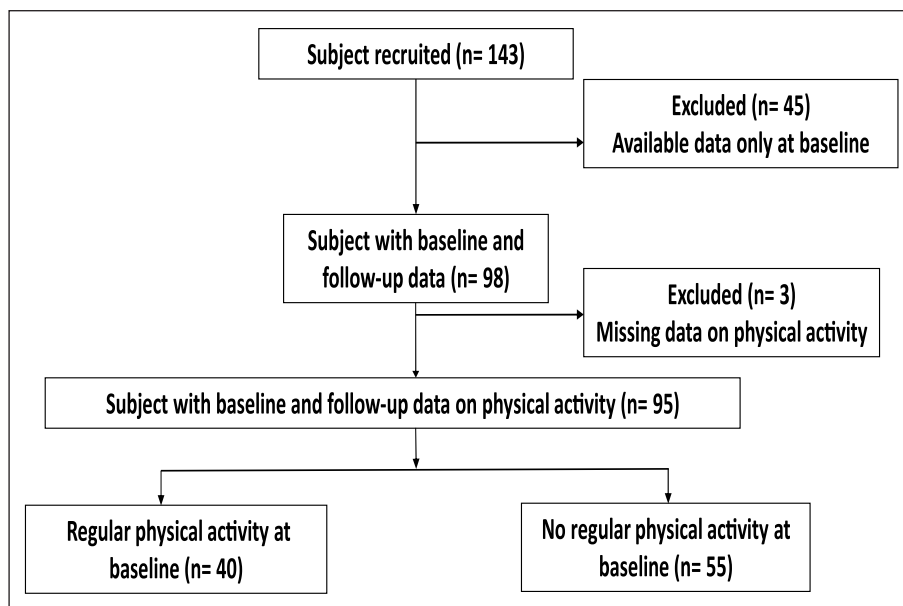 Subject recruited (n= 143)
Excluded (n= 45)
Available data only at baseline
Subject with baseline and
follow-up data (n= 98)
Excluded (n= 3)
Missing data on physical activity
Subject with baseline and follow-up data on physical activity (n= 95)
Regular physical activity at
baseline (n= 40)
No regular physical activity at
baseline (n= 55)